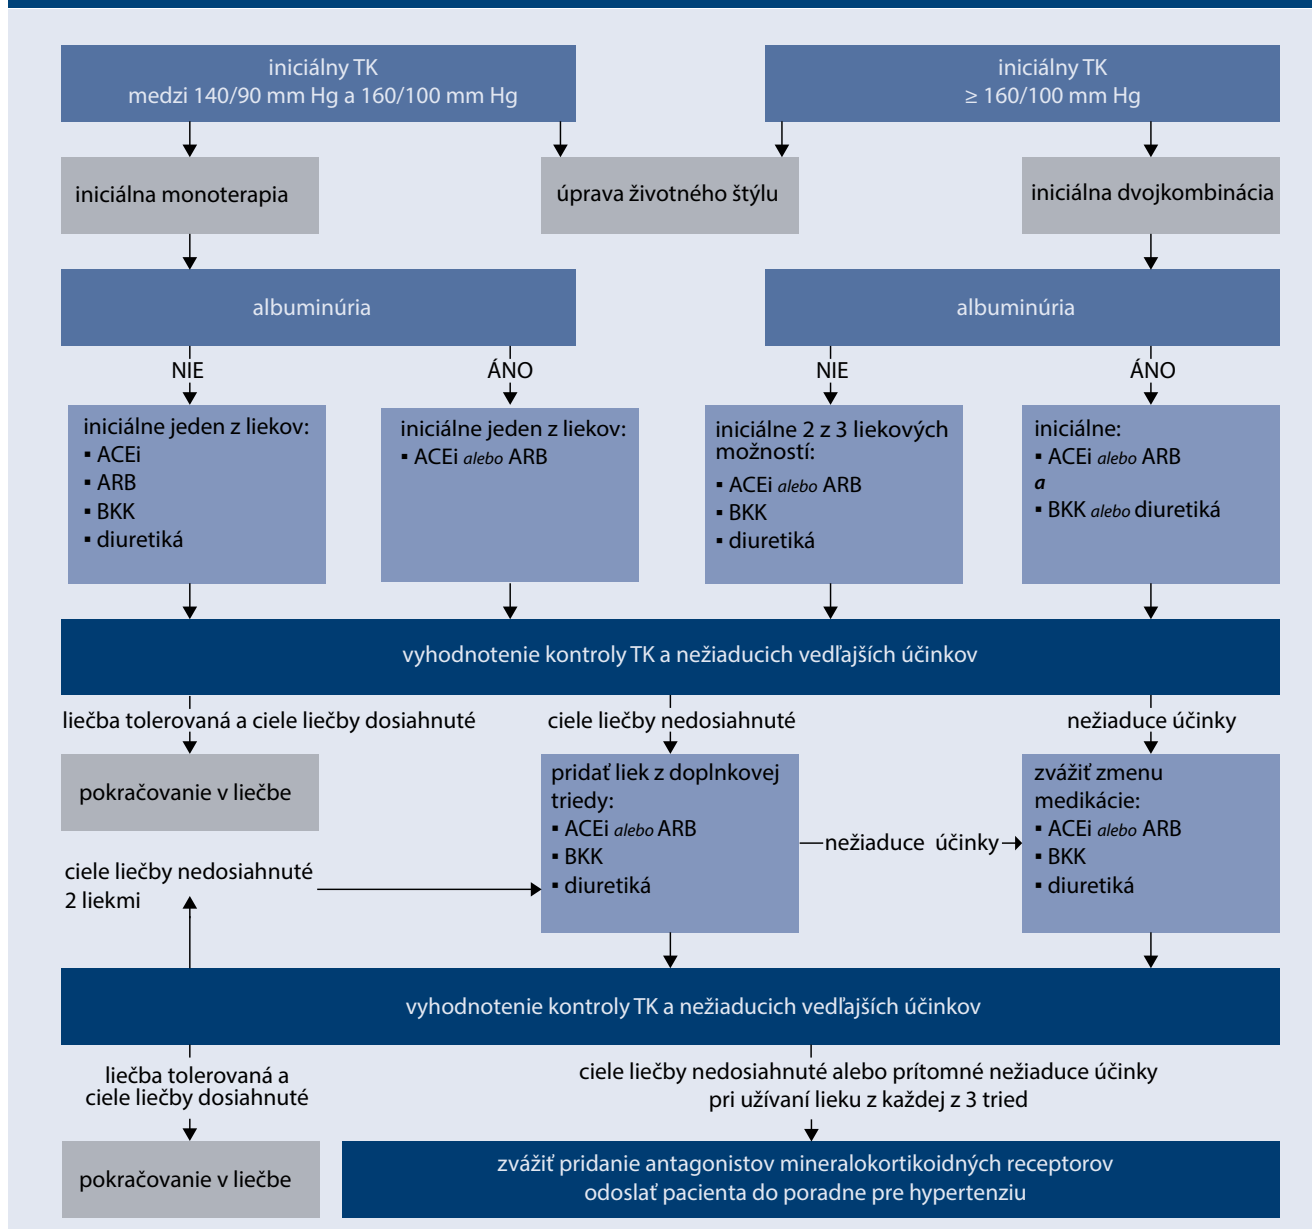 iniciálny TK
medzi 140/90 mm Hg a 160/100 mm Hg
iniciálny TK
≥ 160/100 mm Hg
iniciálna monoterapia
úprava životného štýlu
iniciálna dvojkombinácia
albuminúria
albuminúria
NIE
ÁNO
NIE
ÁNO
iniciálne jeden z liekov:
▪ ACEi
▪ ARB
▪ BKK
▪ diuretiká
iniciálne jeden z liekov:
▪ ACEi alebo ARB
iniciálne 2 z 3 liekových
možností:
▪ ACEi alebo ARB
▪ BKK
▪ diuretiká
iniciálne:
▪ ACEi alebo ARB
a
▪ BKK alebo diuretiká
vyhodnotenie kontroly TK a nežiaducich vedľajších účinkov
liečba tolerovaná a ciele liečby dosiahnuté
ciele liečby nedosiahnuté
nežiaduce účinky
pokračovanie v liečbe
pridať liek z doplnkovej
triedy:
▪ ACEi alebo ARB
▪ BKK
▪ diuretiká
nežiaduce účinky
zvážiť zmenu
medikácie:
▪ ACEi alebo ARB
▪ BKK
▪ diuretiká
ciele liečby nedosiahnuté
2 liekmi
vyhodnotenie kontroly TK a nežiaducich vedľajších účinkov
liečba tolerovaná a
ciele liečby dosiahnuté
ciele liečby nedosiahnuté alebo prítomné nežiaduce účinky
pri užívaní lieku z každej z 3 tried
pokračovanie v liečbe
zvážiť pridanie antagonistov mineralokortikoidných receptorov
odoslať pacienta do poradne pre hypertenziu